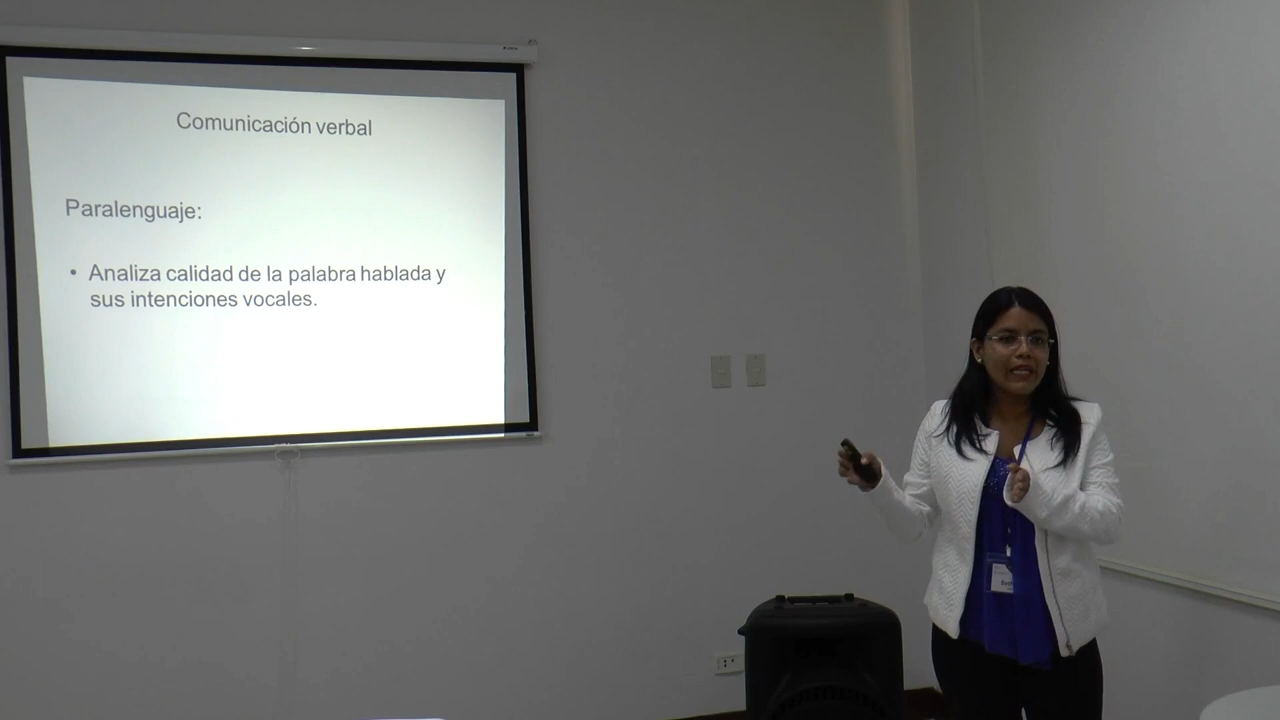 Comunicación verbal
Paralenguaje:
• Analiza calidad de la palabra hablada y
sus intenciones vocales.